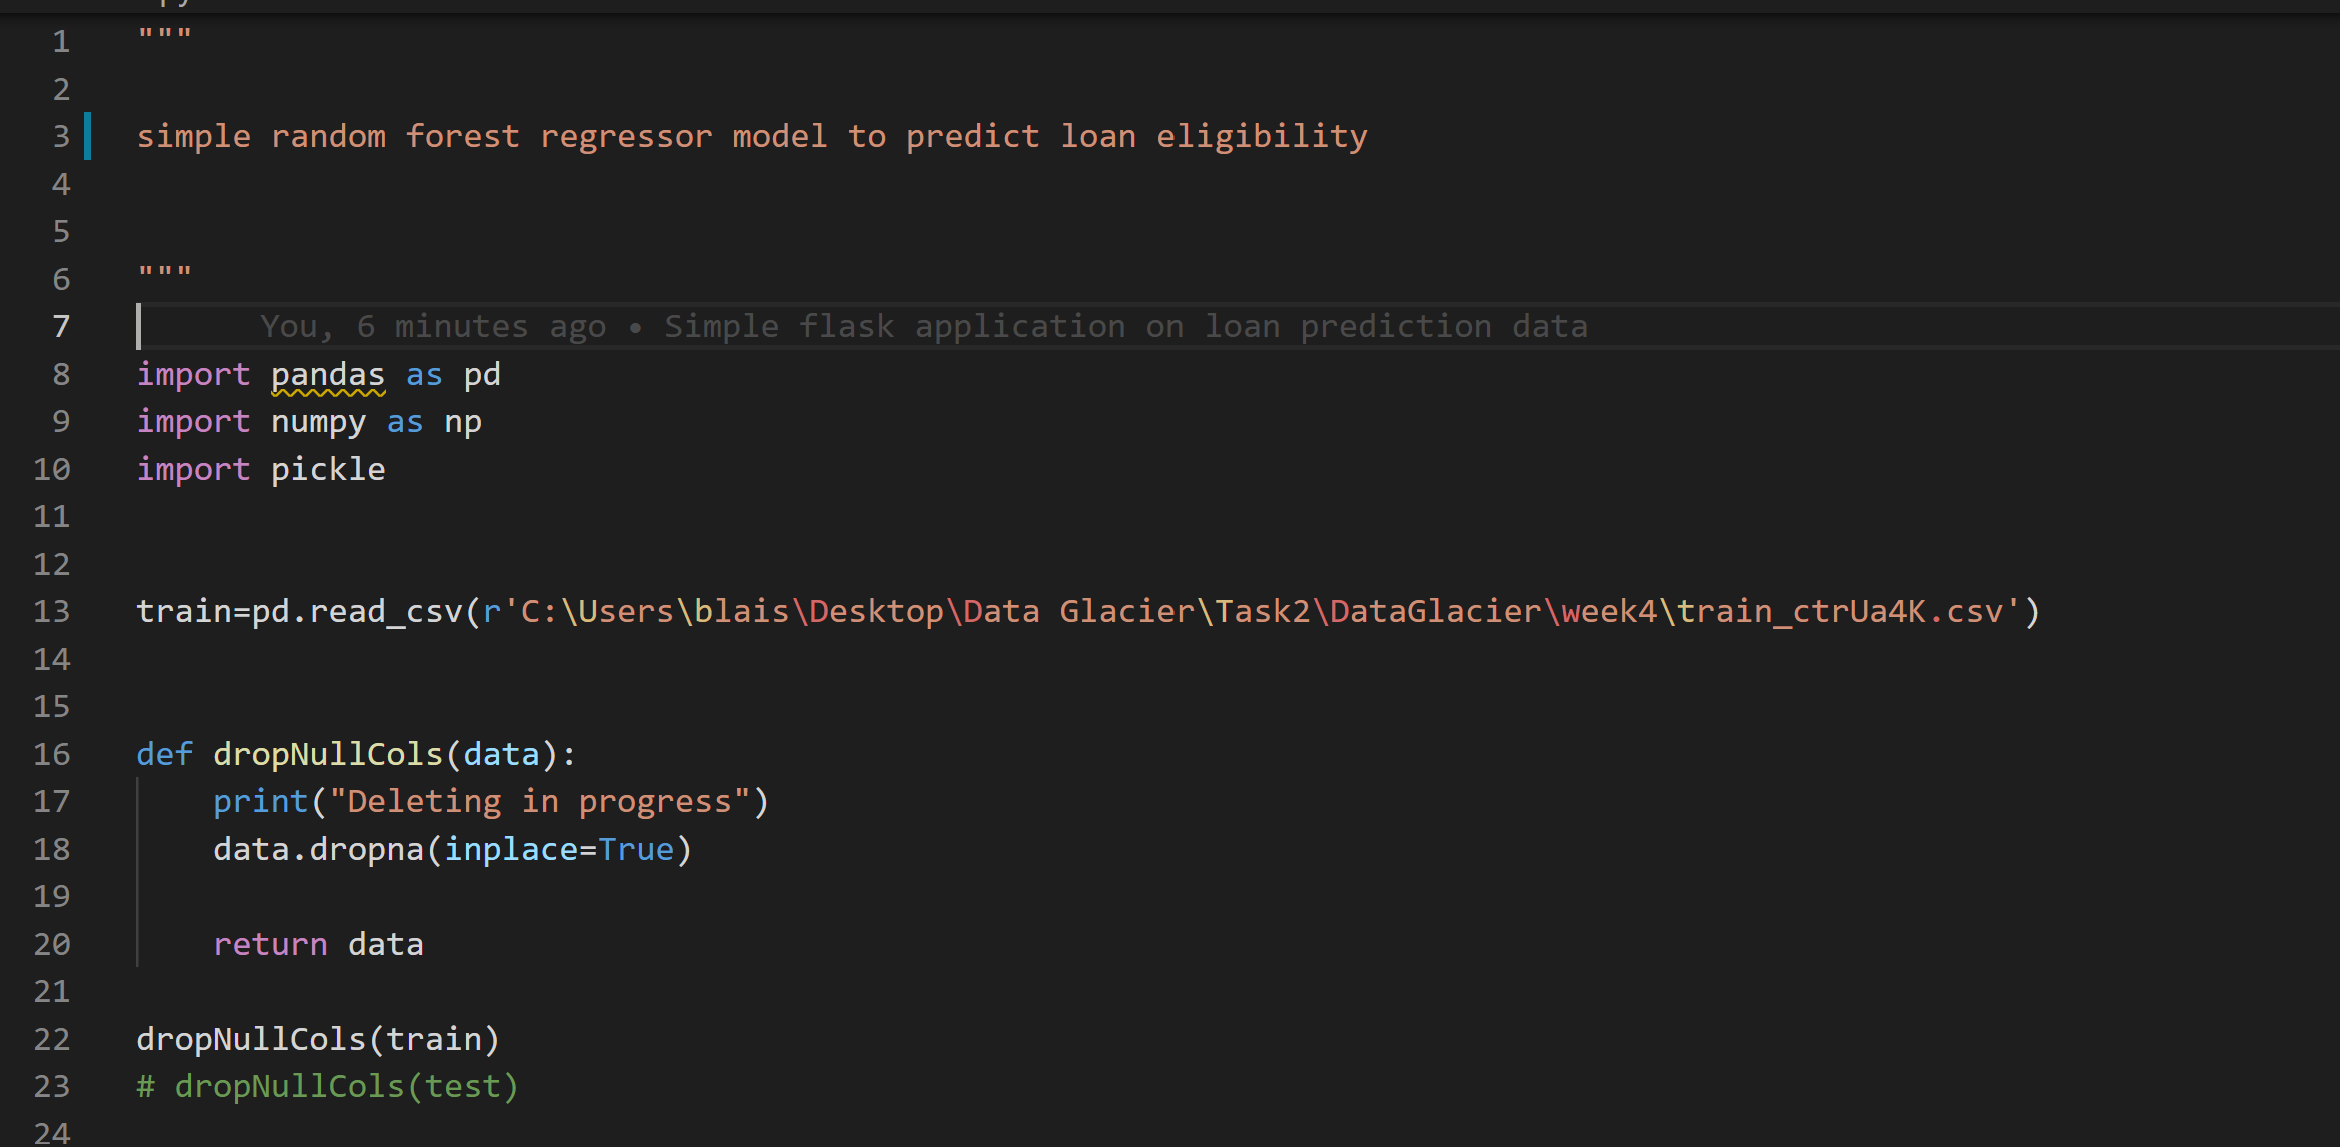 1 """
2
3 simple random forest regressor model to predict loan eligibility
4
5
6 """
7 You, 6 minutes ago • Simple flask application on loan prediction data
8 import pandas as pd
9 import numpy as np
10 import pickle
11
12
13 train=pd.read_csv(r'C:\Users\blais\Desktop\Data Glacier\Task2\DataGlacier\week4\train_ctrUa4K.csv')
14
15
16 def dropNullCols(data):
17     print("Deleting in progress")
18     data.dropna(inplace=True)
19
20     return data
21
22 dropNullCols(train)
23 # dropNullCols(test)
24